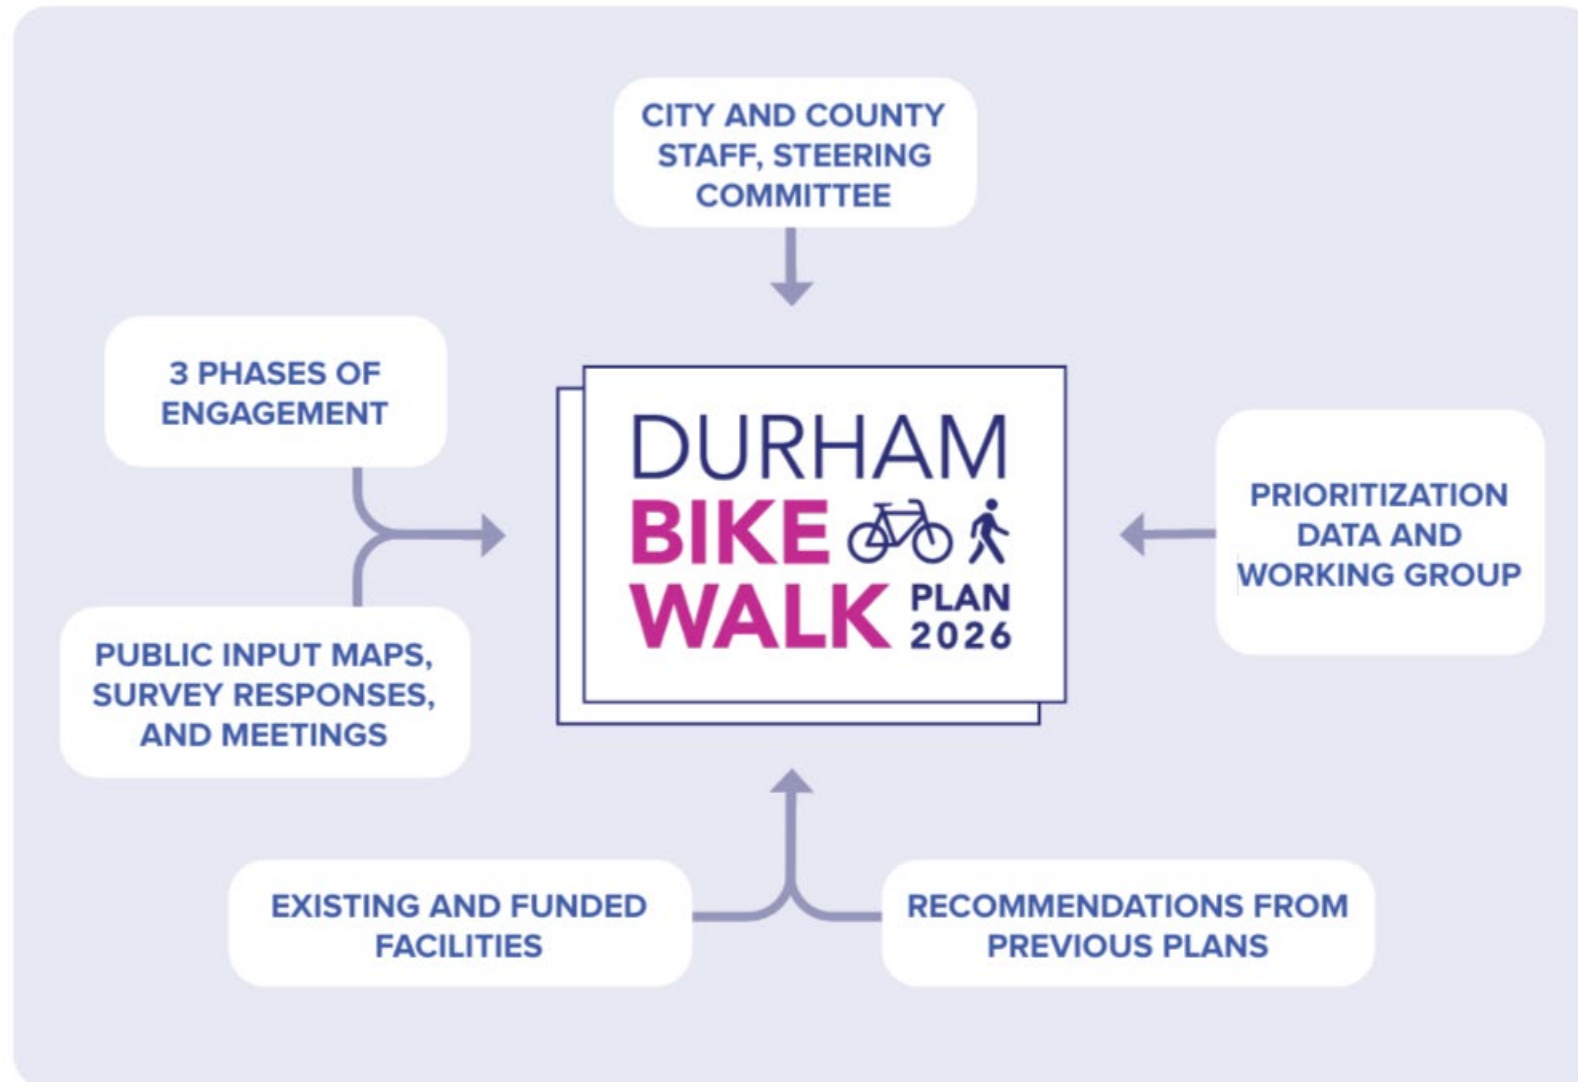 CITY AND COUNTY
STAFF, STEERING
COMMITTEE
3 PHASES OF
ENGAGEMENT
PUBLIC INPUT MAPS,
SURVEY RESPONSES,
AND MEETINGS
DURHAM
BIKE
WALK
PLAN
2026
PRIORITIZATION
DATA AND
WORKING GROUP
EXISTING AND FUNDED
FACILITIES
RECOMMENDATIONS FROM
PREVIOUS PLANS